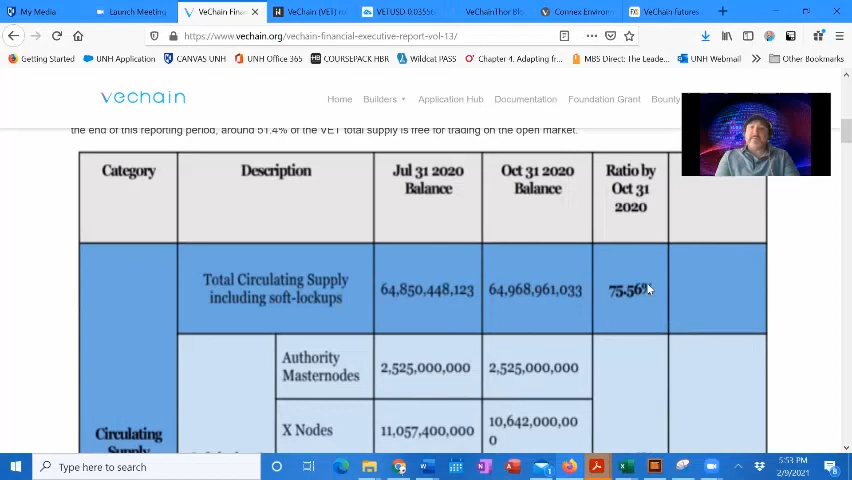 My Media
Launch Meeting
VeChain Fina
VeChain (VET) ro
VETUSD.0.0355
VeChainThor Blo
Connex Environ
VeChain futures
https://www.vechain.org/vechain-financial-executive-report-vol-13/
Getting Started
UNH Application
CANVAS UNH
UNH Office 365
COURSEPACK HBR
Wildcat PASS
Chapter 4. Adapting fr...
MBS Direct: The Leade...
UNH Webmail
Other Bookmarks
vechain
Home
Builders
Application Hub
Documentation
Foundation Grant
Bounty
the end of this reporting period, around 51.4% of the VET total supply is free for trading on the open market.
Category
Description
Jul 31 2020
Balance
Oct 31 2020
Balance
Ratio by
Oct 31
2020
Total Circulating Supply
including soft-lockups
64,850,448,123
64,968,961,033
75.56%
Authority
Masternodes
2,525,000,000
2,525,000,000
X Nodes
11,057,400,000
10,642,000,00
0
Circulating
Supply
Type here to search
5:53 PM
2/9/2021